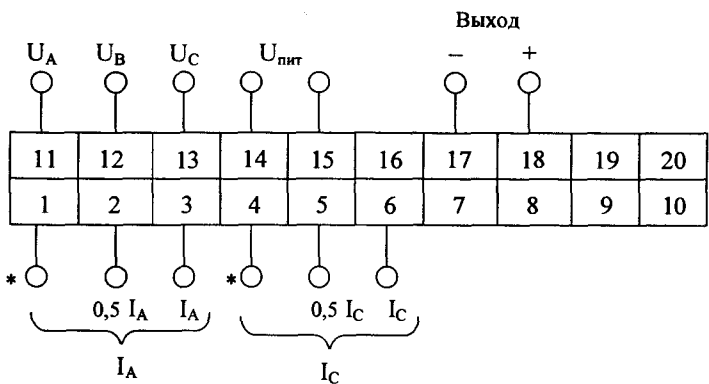 Выход
U_A U_B U_C U_пит – +
11 12 13 14 15 16 17 18 19 20
1 2 3 4 5 6 7 8 9 10
* 0,5 I_A I_A * 0,5 I_C I_C
I_A I_C